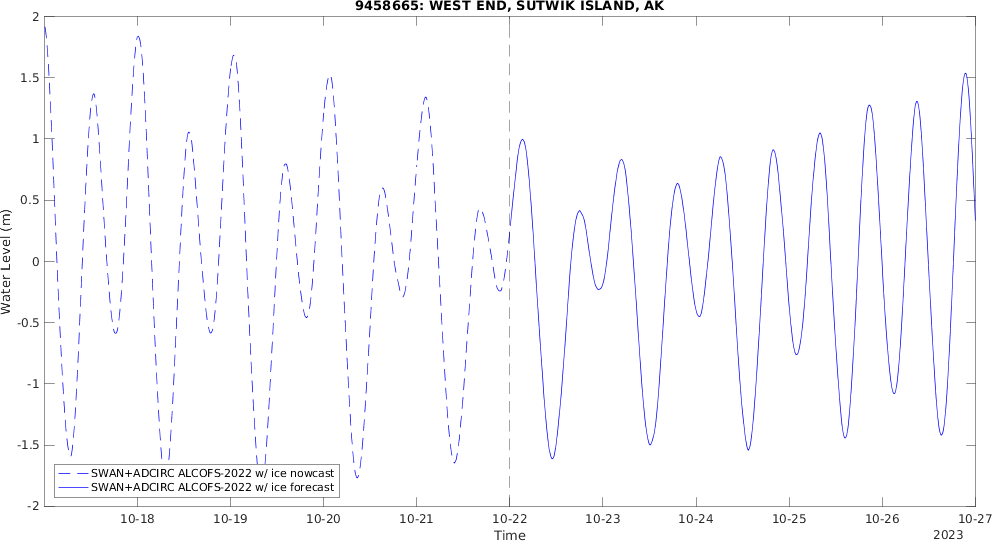 9458665: WEST END, SUTWIK ISLAND, AK
2
1.5
1
0.5
0
-0.5
-1
-1.5
-2
Water Level (m)
SWAN+ADCIRC ALCOFS-2022 w/ ice nowcast
SWAN+ADCIRC ALCOFS-2022 w/ ice forecast
10-18 10-19 10-20 10-21 10-22 10-23 10-24 10-25 10-26 10-27
Time
2023